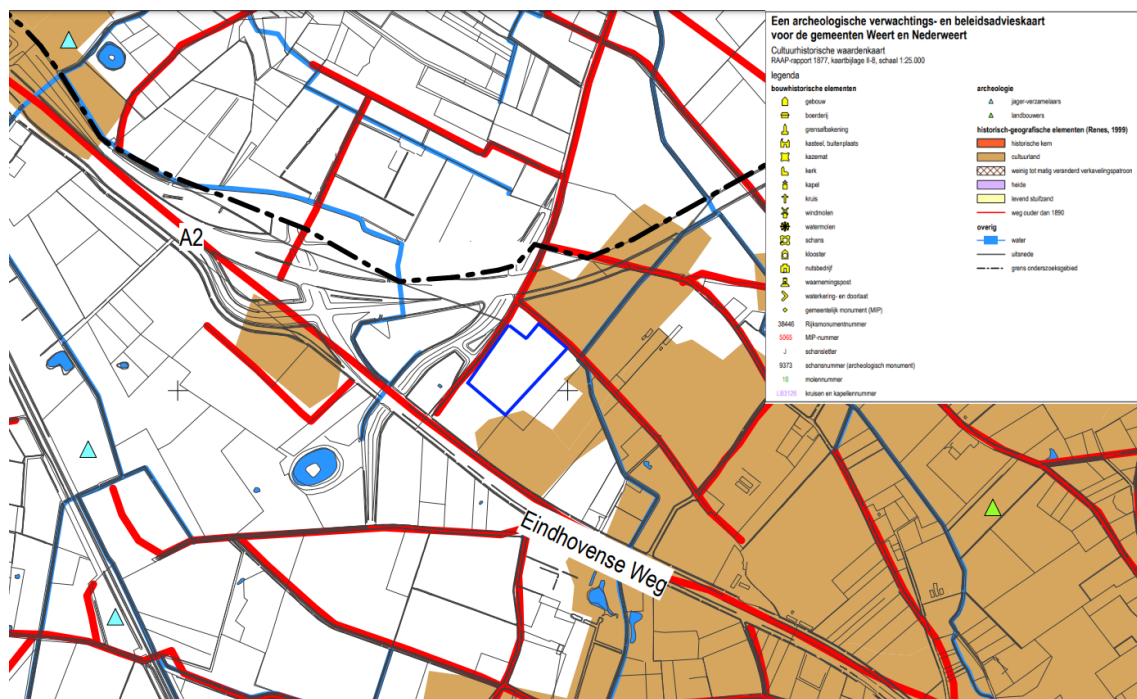 Een archeologische verwachtings- en beleidsadvieskaart
voor de gemeenten Weert en Nederweert
Cultuurhistorische waardenkaart
RAAP-rapport 1877, kaartbijlage II-8, schaal 1:25.000
legenda
bouwhistorische elementen
gebouw
boerderij
grensafbakening
kasteel, buitenplaats
kazemat
kerk
kapel
kruis
windmolen
watermolen
schans
klooster
nutsbedrijf
waarnemingspost
waterkering- en doorlaat
gemeentelijk monument (MIP)
38446 Rijksmonumentnummer
5065 MIP-nummer
J schansletter
9373 schansnummer (archeologisch monument)
18 molennummer
LB3126 kruisen en kapellennummer
archeologie
jager-verzamelaars
landbouwers
historisch-geografische elementen (Renes, 1999)
historische kern
cultuurland
weinig tot matig veranderd verkavelingspatroon
heide
levend stuifzand
weg ouder dan 1890
overig
water
uitsnede
grens onderszoeksgebied
A2
Eindhovense Weg